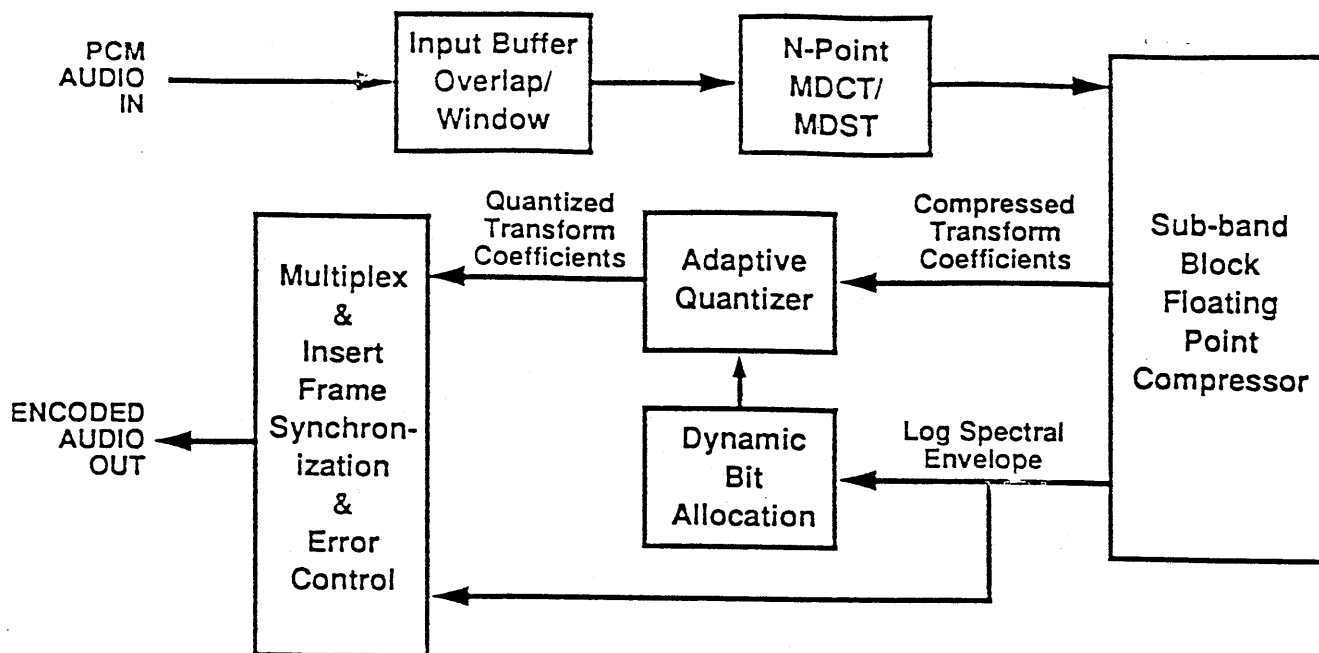 PCM
AUDIO
IN
Input Buffer
Overlap/
Window
N-Point
MDCT/
MDST
Sub-band
Block
Floating
Point
Compressor
Compressed
Transform
Coefficients
Adaptive
Quantizer
Quantized
Transform
Coefficients
Log Spectral
Envelope
Dynamic
Bit
Allocation
Multiplex
&
Insert
Frame
Synchron-
ization
&
Error
Control
ENCODED
AUDIO
OUT